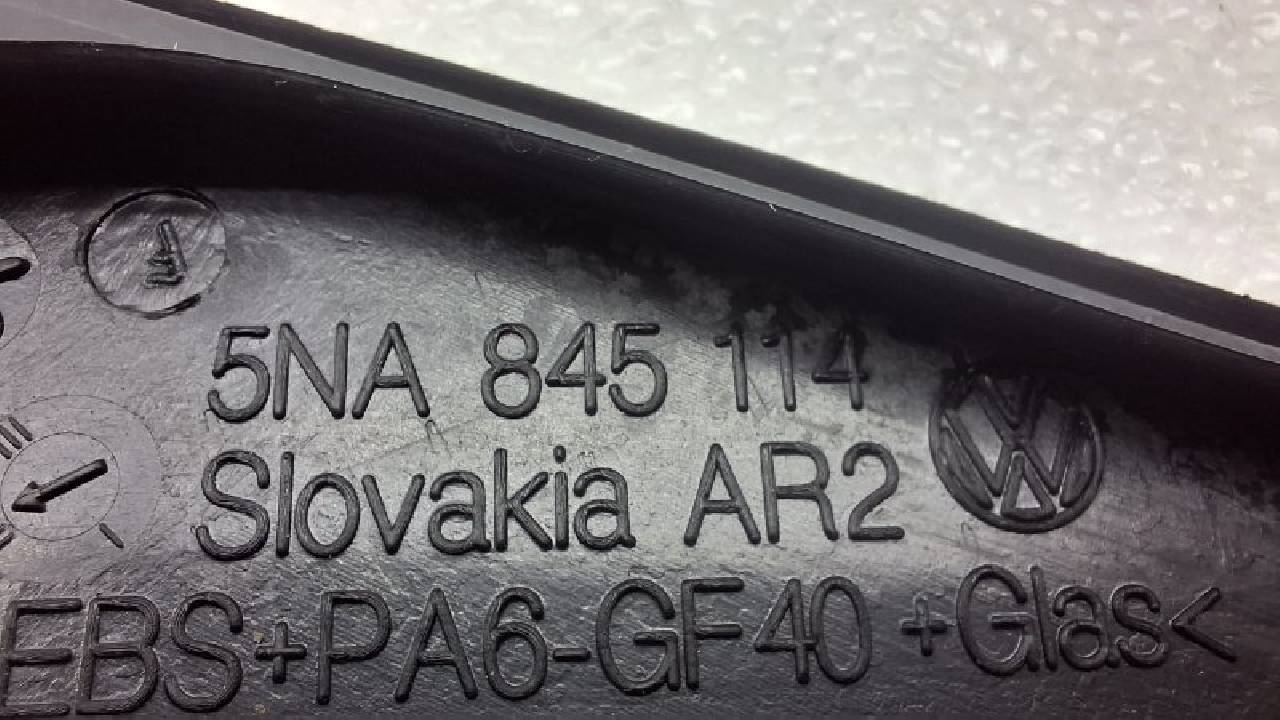 5NA 845 114
Slovakia AR2
EBS+PA6-GF40 +Glas<